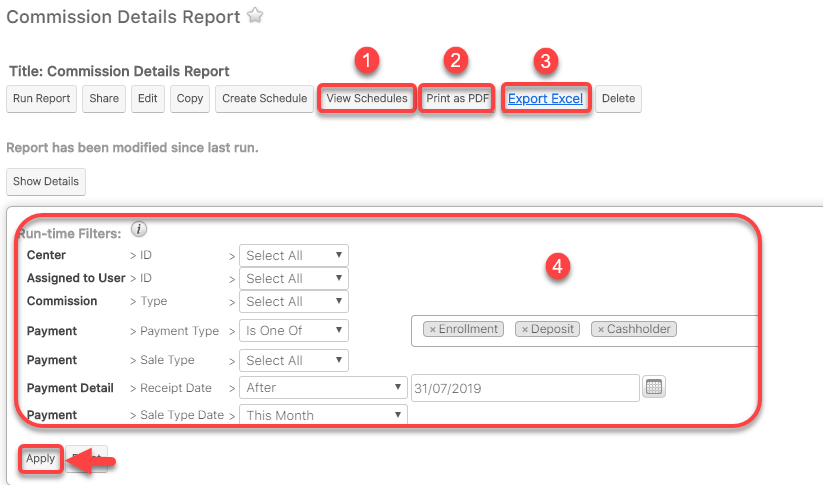 Commission Details Report
1 2 3
Title: Commission Details Report
Run Report Share Edit Copy Create Schedule View Schedules Print as PDF Export Excel Delete
Report has been modified since last run.
Show Details
Run-time Filters: i
Center > ID > Select All
4
Assigned to User > ID > Select All
Commission > Type > Select All
Payment > Payment Type > Is One Of × Enrollment × Deposit × Cashholder
Payment > Sale Type > Select All
Payment Detail > Receipt Date > After 31/07/2019
Payment > Sale Type Date > This Month
Apply